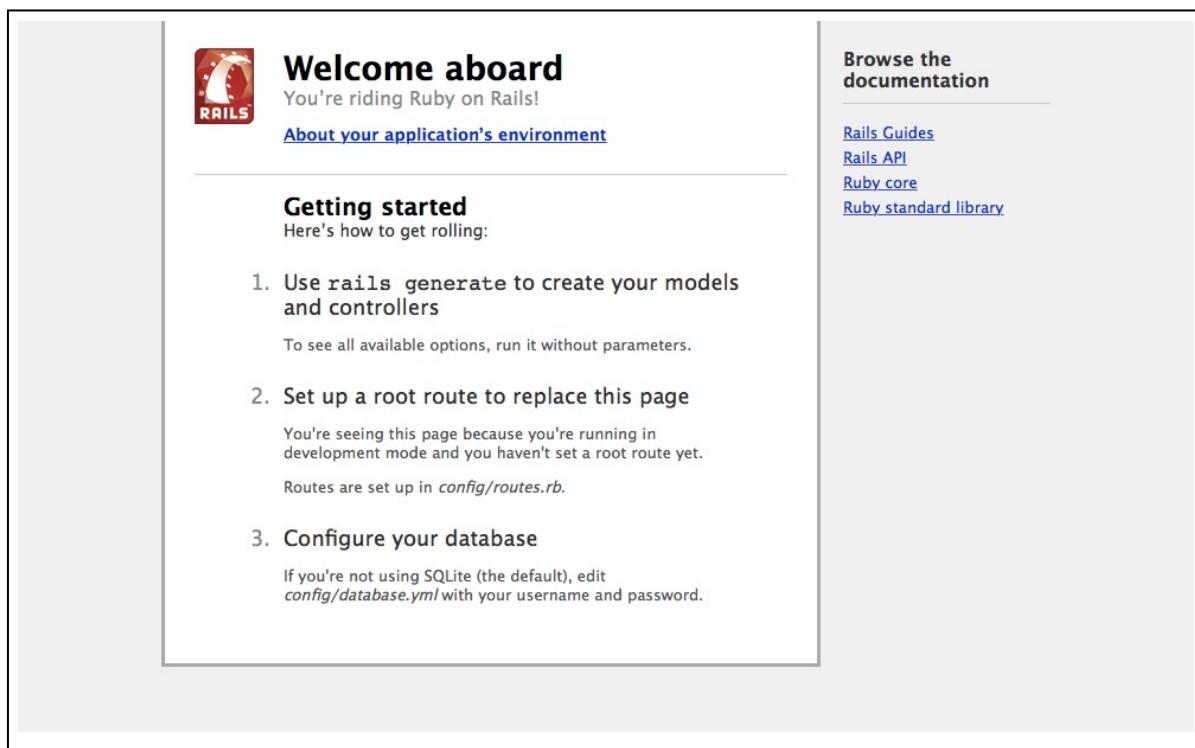 RAILS
Welcome aboard
You're riding Ruby on Rails!
About your application's environment
Getting started
Here's how to get rolling:
1. Use rails generate to create your models
and controllers
To see all available options, run it without parameters.
2. Set up a root route to replace this page
You're seeing this page because you're running in
development mode and you haven't set a root route yet.
Routes are set up in config/routes.rb.
3. Configure your database
If you're not using SQLite (the default), edit
config/database.yml with your username and password.
Browse the
documentation
Rails Guides
Rails API
Ruby core
Ruby standard library